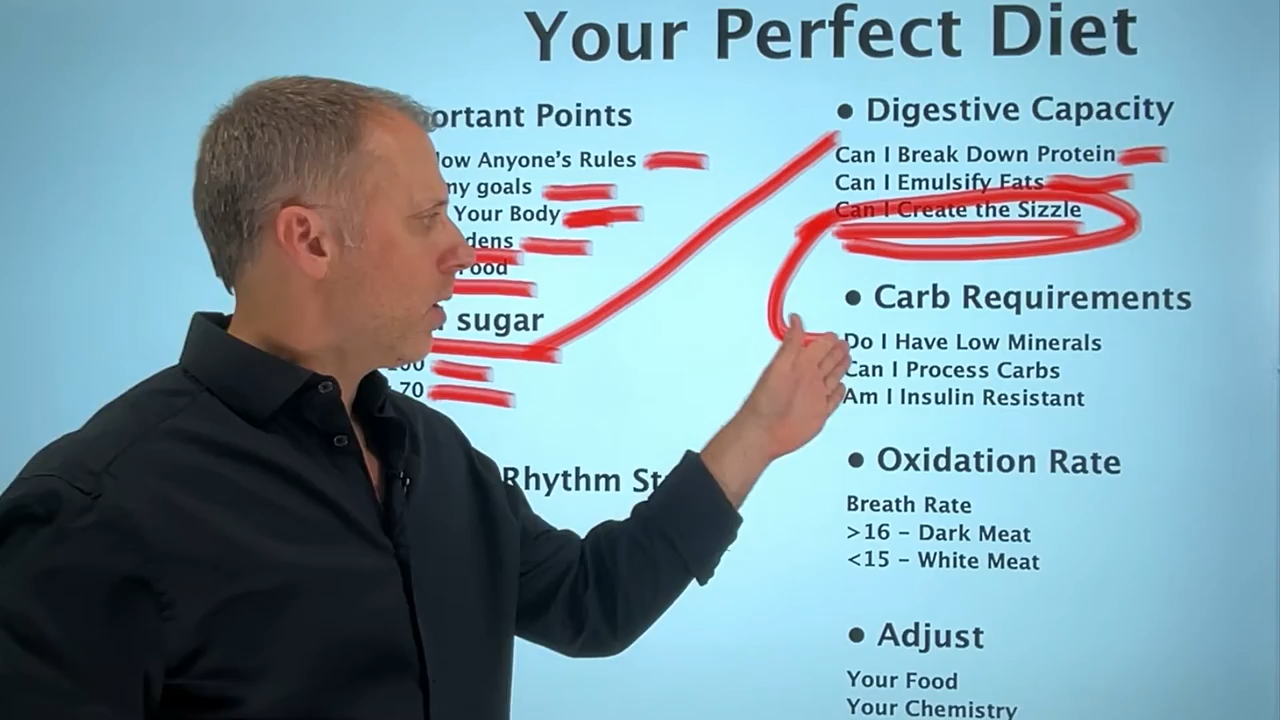 Your Perfect Diet
ortant Points
low Anyone's Rules
my goals
Your Body
dens
Food
sugar
100
70
Rhythm St
● Digestive Capacity
Can I Break Down Protein
Can I Emulsify Fats
Can I Create the Sizzle
● Carb Requirements
Do I Have Low Minerals
Can I Process Carbs
Am I Insulin Resistant
● Oxidation Rate
Breath Rate
>16 – Dark Meat
<15 – White Meat
● Adjust
Your Food
Your Chemistry